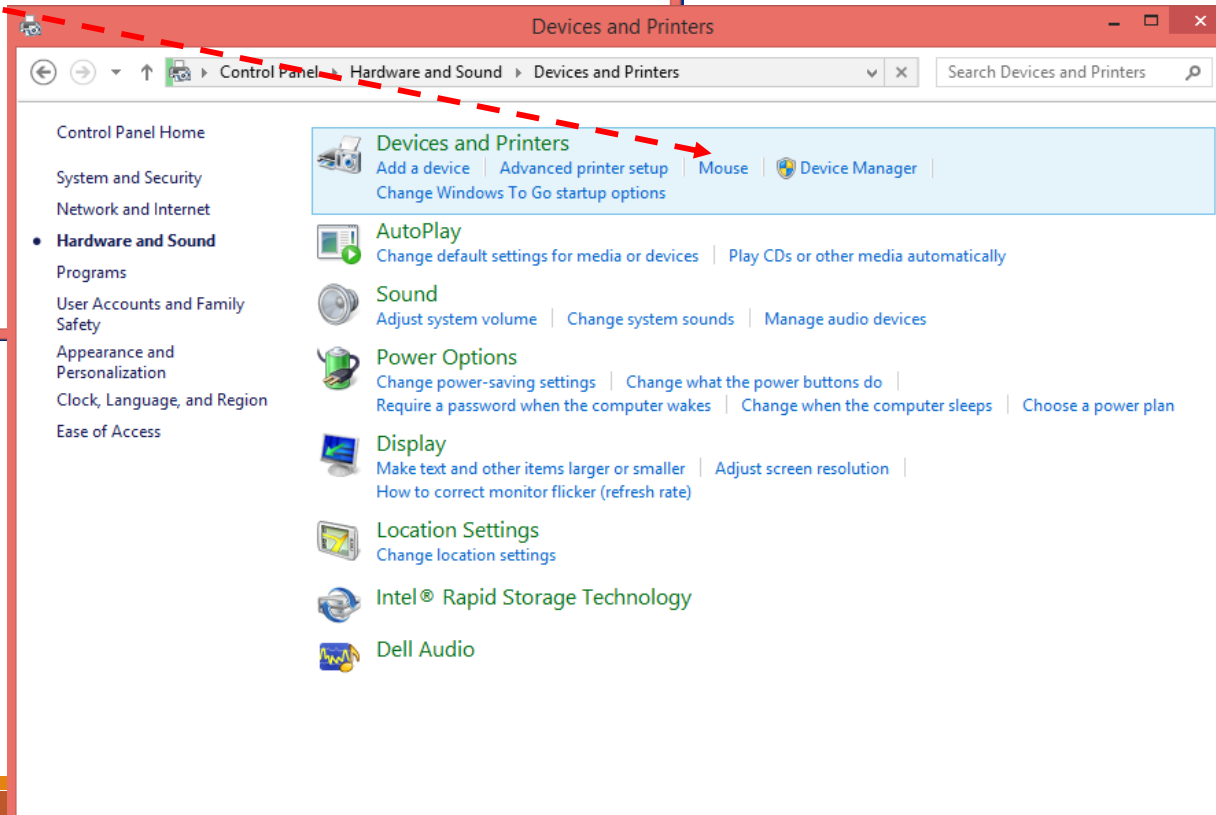 Devices and Printers
Control Panel Hardware and Sound Devices and Printers Search Devices and Printers
Control Panel Home
System and Security
Network and Internet
Hardware and Sound
Programs
User Accounts and Family
Safety
Appearance and
Personalization
Clock, Language, and Region
Ease of Access
Devices and Printers
Add a device Advanced printer setup Mouse Device Manager
Change Windows To Go startup options
AutoPlay
Change default settings for media or devices Play CDs or other media automatically
Sound
Adjust system volume Change system sounds Manage audio devices
Power Options
Change power-saving settings Change what the power buttons do
Require a password when the computer wakes Change when the computer sleeps Choose a power plan
Display
Make text and other items larger or smaller Adjust screen resolution
How to correct monitor flicker (refresh rate)
Location Settings
Change location settings
Intel® Rapid Storage Technology
Dell Audio